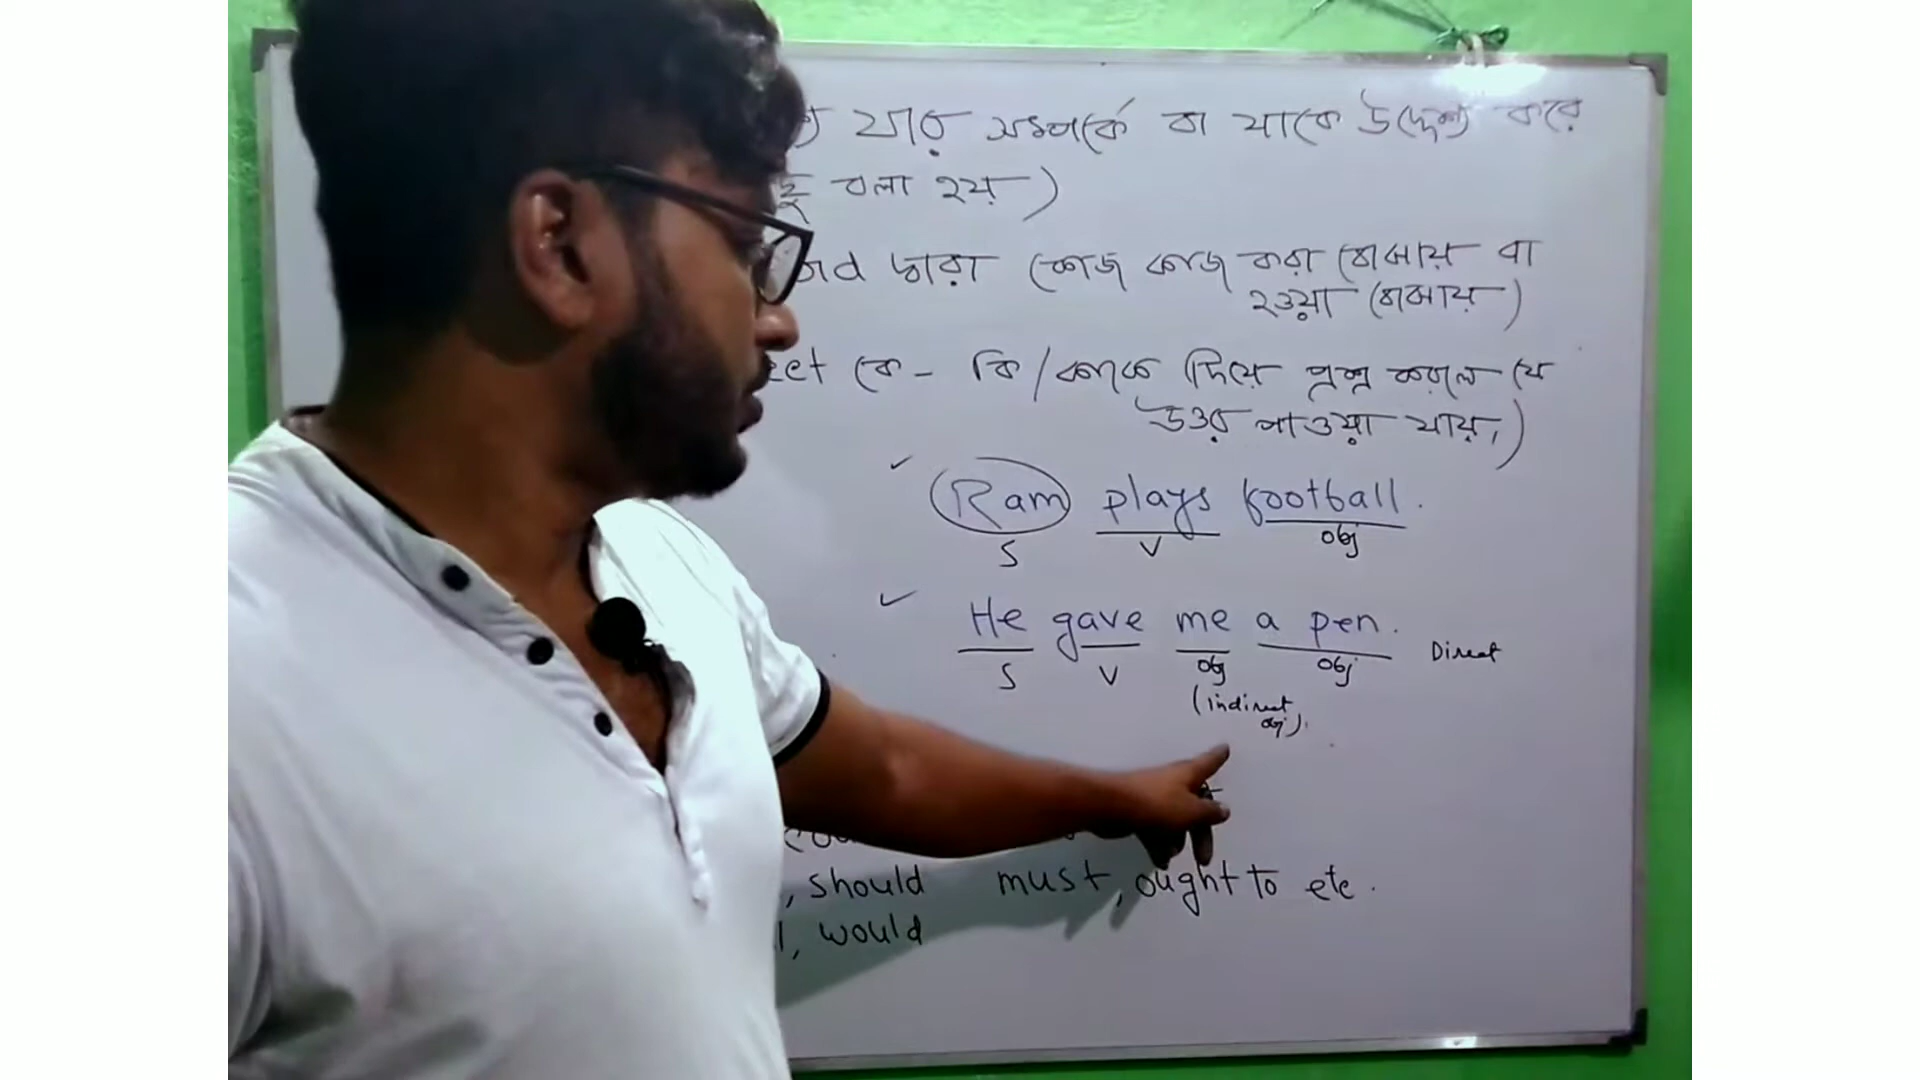 যার সম্পর্কে বা যাকে উদ্দেশ্য করে
বলা হয়)
দ্বারা কোন কাজ করা বোঝায় বা
হওয়া বোঝায়)
কে - কি / কাকে দিয়ে প্রশ্ন করলে যে
উত্তর পাওয়া যায়।)
✓ Ram plays football.
S V obj
✓ He gave me a pen. Direct
S V obj obj
(indirect
obj).
, should must, ought to etc.
, would